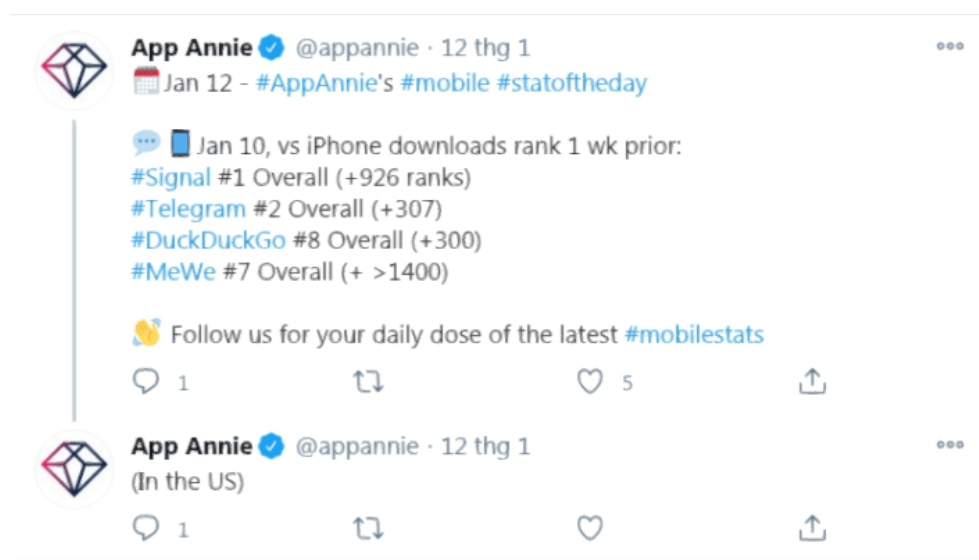 App Annie @appannie · 12 thg 1
Jan 12 - #AppAnnie's #mobile #statoftheday
Jan 10, vs iPhone downloads rank 1 wk prior:
#Signal #1 Overall (+926 ranks)
#Telegram #2 Overall (+307)
#DuckDuckGo #8 Overall (+300)
#MeWe #7 Overall (+ >1400)
Follow us for your daily dose of the latest #mobilestats
1 5
App Annie @appannie · 12 thg 1
(In the US)
1